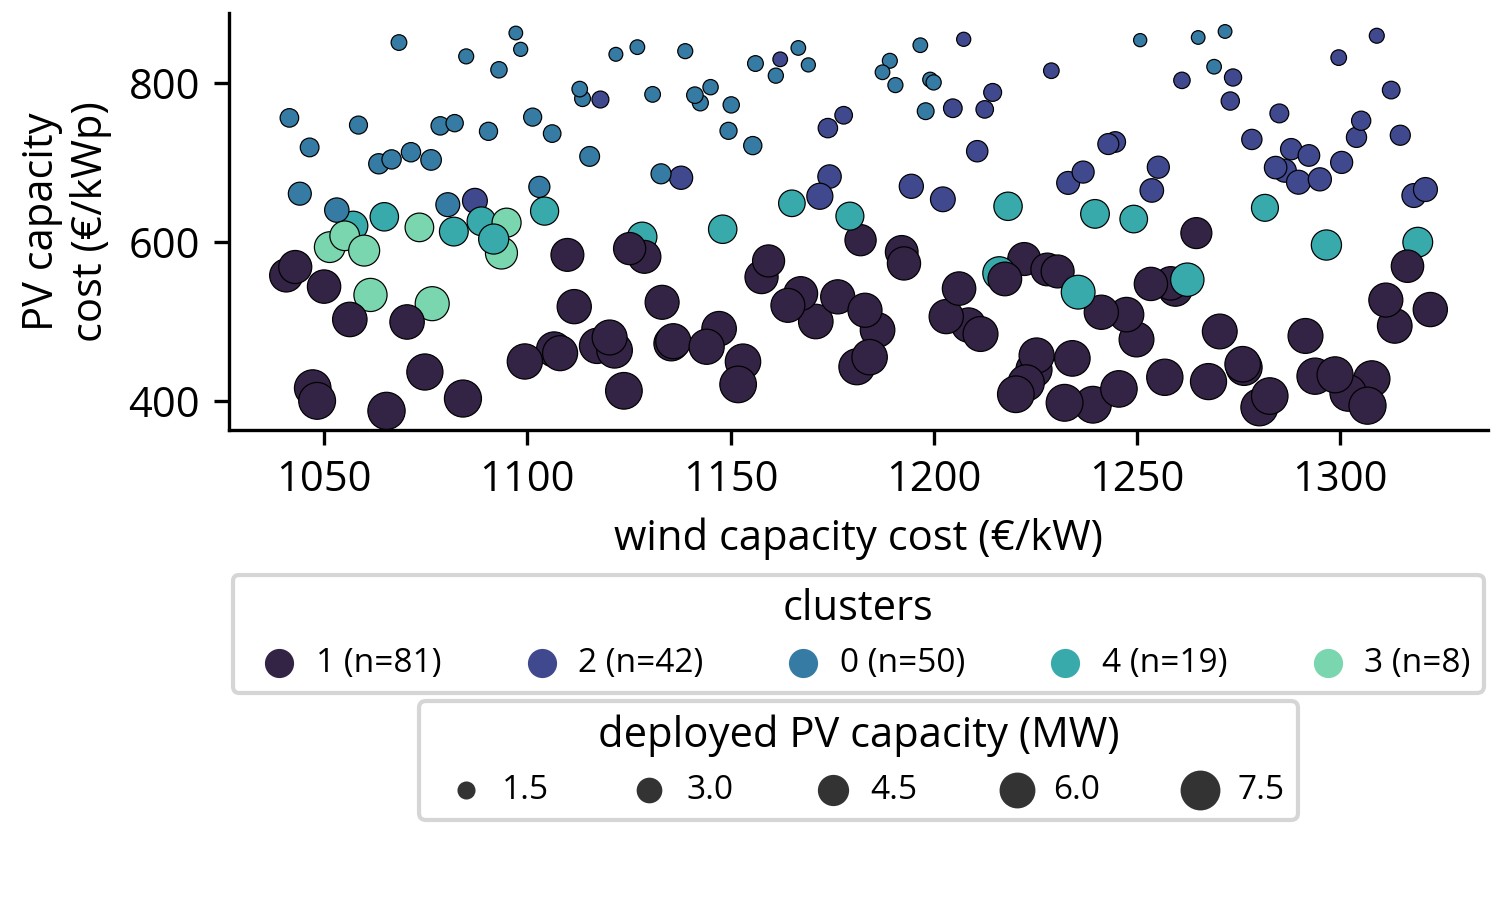 PV capacity
cost (€/kWp)
800
600
400
1050 1100 1150 1200 1250 1300
wind capacity cost (€/kW)
clusters
1 (n=81) 2 (n=42) 0 (n=50) 4 (n=19) 3 (n=8)
deployed PV capacity (MW)
1.5 3.0 4.5 6.0 7.5